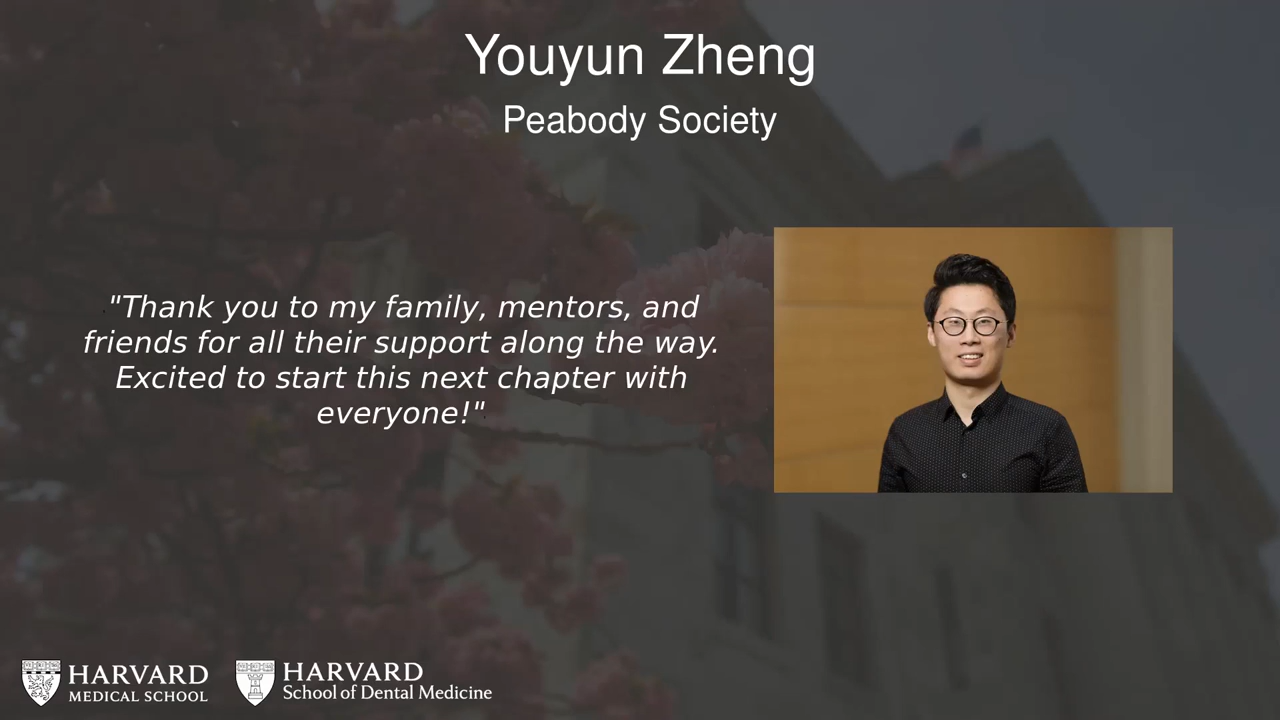 Youyun Zheng
Peabody Society
"Thank you to my family, mentors, and
friends for all their support along the way.
Excited to start this next chapter with
everyone!"
HARVARD
MEDICAL SCHOOL
HARVARD
School of Dental Medicine